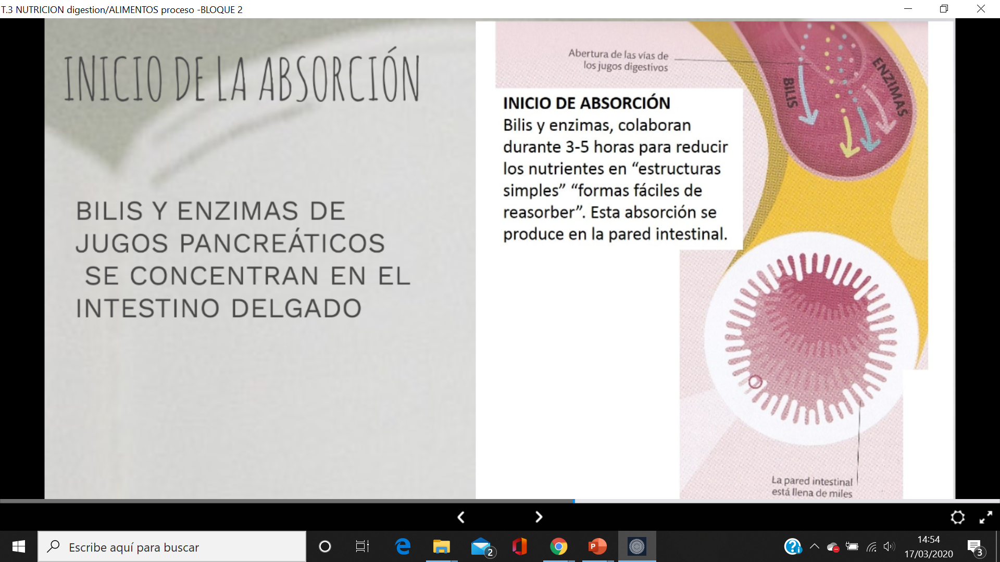 T.3 NUTRICION digestion/ALIMENTOS proceso -BLOQUE 2
INICIO DE LA ABSORCIÓN
BILIS Y ENZIMAS DE
JUGOS PANCREÁTICOS
SE CONCENTRAN EN EL
INTESTINO DELGADO
Abertura de las vías de
los jugos digestivos
BILIS
ENZIMAS
INICIO DE ABSORCIÓN
Bilis y enzimas, colaboran
durante 3-5 horas para reducir
los nutrientes en “estructuras
simples” “formas fáciles de
reasorber”. Esta absorción se
produce en la pared intestinal.
La pared intestinal
está llena de miles
Escribe aquí para buscar
2
14:54
17/03/2020
3